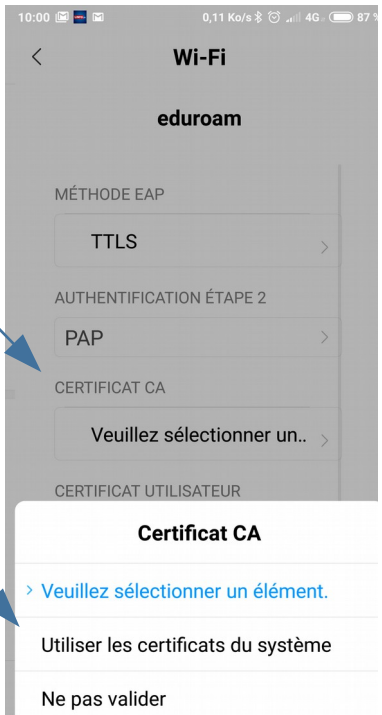 10:00 0,11 Ko/s 4G 87 %
Wi-Fi
eduroam
MÉTHODE EAP
TTLS
AUTHENTIFICATION ÉTAPE 2
PAP
CERTIFICAT CA
Veuillez sélectionner un..
CERTIFICAT UTILISATEUR
Certificat CA
Veuillez sélectionner un élément.
Utiliser les certificats du système
Ne pas valider